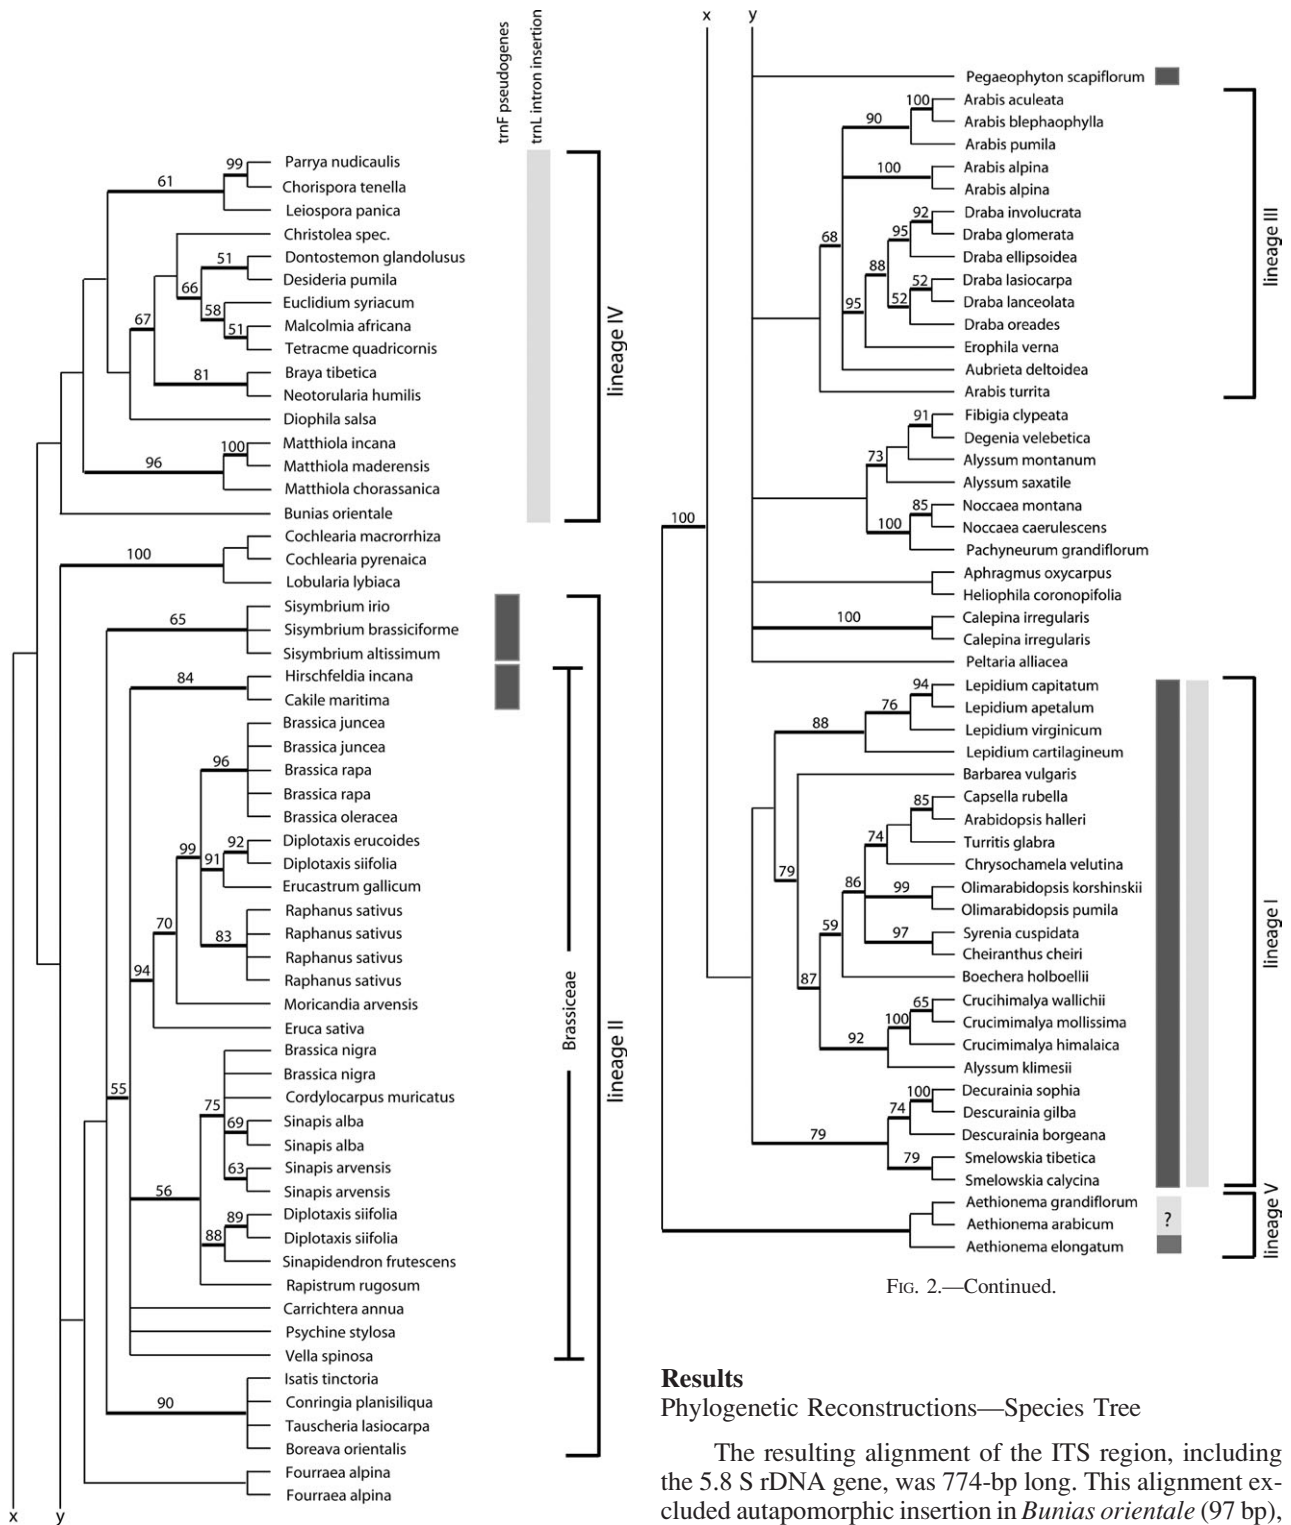 trnF pseudogenes
trnL intron insertion
99
Parrya nudicaulis
61
Chorispora tenella
Leiospora panica
Christolea spec.
51
Dontostemon glandolusus
Desideria pumila
66
Euclidium syriacum
58
67
51
Malcolmia africana
Tetracme quadricornis
81
Braya tibetica
Neotorularia humilis
Diophila salsa
100
Matthiola incana
96
Matthiola maderensis
Matthiola chorassanica
Bunias orientale
lineage IV
Cochlearia macrorrhiza
100
Cochlearia pyrenaica
Lobularia lybiaca
Sisymbrium irio
65
Sisymbrium brassiciforme
Sisymbrium altissimum
84
Hirschfeldia incana
Cakile maritima
Brassica juncea
Brassica juncea
96
Brassica rapa
Brassica rapa
Brassica oleracea
99
92
Diplotaxis erucoides
91
Diplotaxis siifolia
Erucastrum gallicum
Raphanus sativus
70
83
Raphanus sativus
Raphanus sativus
94
Raphanus sativus
Moricandia arvensis
Eruca sativa
Brassica nigra
Brassica nigra
55
75
Cordylocarpus muricatus
69
Sinapis alba
Sinapis alba
63
Sinapis arvensis
56
Sinapis arvensis
89
Diplotaxis siifolia
88
Diplotaxis siifolia
Sinapidendron frutescens
Rapistrum rugosum
Carrichtera annua
Psychine stylosa
Vella spinosa
Brassiceae
Isatis tinctoria
90
Conringia planisiliqua
Tauscheria lasiocarpa
Boreava orientalis
lineage II
Fourraea alpina
Fourraea alpina
x
y
x
y
Pegaeophyton scapiflorum
100
Arabis aculeata
90
Arabis blephaophylla
Arabis pumila
100
Arabis alpina
Arabis alpina
92
Draba involucrata
68
95
Draba glomerata
Draba ellipsoidea
88
52
Draba lasiocarpa
95
52
Draba lanceolata
Draba oreades
Erophila verna
Aubrieta deltoidea
Arabis turrita
lineage III
91
Fibigia clypeata
Degenia velebetica
73
Alyssum montanum
Alyssum saxatile
85
Noccaea montana
100
100
Noccaea caerulescens
Pachyneurum grandiflorum
Aphragmus oxycarpus
Heliophila coronopifolia
100
Calepina irregularis
Calepina irregularis
Peltaria alliacea
94
Lepidium capitatum
76
Lepidium apetalum
88
Lepidium virginicum
Lepidium cartilagineum
Barbarea vulgaris
85
Capsella rubella
Arabidopsis halleri
74
Turritis glabra
Chrysochamela velutina
79
86
99
Olimarabidopsis korshinskii
Olimarabidopsis pumila
59
97
Syrenia cuspidata
Cheiranthus cheiri
87
Boechera holboellii
65
Crucihimalya wallichii
100
Crucimimalya mollissima
92
Crucimimalya himalaica
Alyssum klimesii
100
Decurainia sophia
74
Descurainia gilba
79
Descurainia borgeana
79
Smelowskia tibetica
Smelowskia calycina
lineage I
Aethionema grandiflorum
Aethionema arabicum
?
Aethionema elongatum
lineage V
FIG. 2.—Continued.
Results
Phylogenetic Reconstructions—Species Tree
The resulting alignment of the ITS region, including
the 5.8 S rDNA gene, was 774-bp long. This alignment ex-
cluded autapomorphic insertion in Bunias orientale (97 bp),